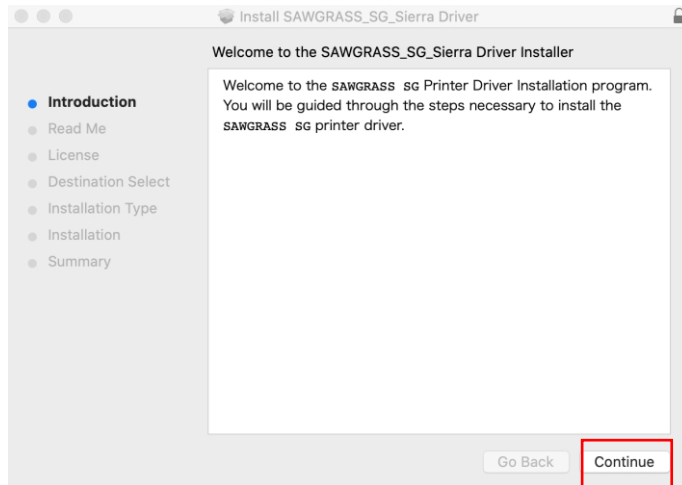 Install SAWGRASS_SG_Sierra Driver
Welcome to the SAWGRASS_SG_Sierra Driver Installer
Introduction
Read Me
License
Destination Select
Installation Type
Installation
Summary
Welcome to the SAWGRASS SG Printer Driver Installation program.
You will be guided through the steps necessary to install the
SAWGRASS SG printer driver.
Go Back
Continue